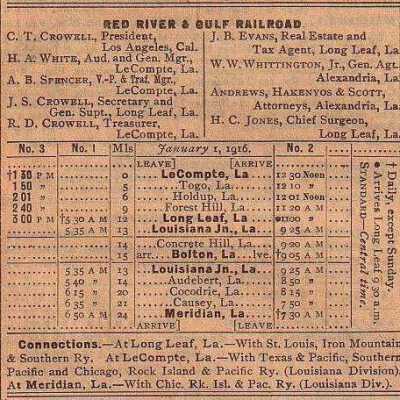 RED RIVER & GULF RAILROAD
C. T. CROWELL, President,
Los Angeles, Cal.
H. A. WHITE, Aud. and Gen. Mgr.,
LeCompte, La.
A. B. SPENCER, V.-P. & Traf. Mgr.,
LeCompte, La.
J. S. CROWELL, Secretary and
Gen. Supt., Long Leaf, La.
R. D. CROWELL, Treasurer,
LeCompte, La.
J. B. EVANS, Real Estate and
Tax Agent, Long Leaf, La.
W. W. WHITTINGTON, Jr., Gen. Agt.,
Alexandria, La.
ANDREWS, HAKENYOS & SCOTT,
Attorneys, Alexandria, La.
H. C. JONES, Chief Surgeon,
Long Leaf, La.
No. 3 No. 1 Mls January 1, 1916. No. 2
LEAVE] [ARRIVE
†1 30 P M 0 LeCompte, La 12 30 Noon
1 50 " 5 Togo, La 12 10 "
2 01 " 6 Holdup, La 12 01 Noon
2 40 " 9 Forest Hill, La
3 00 P M †5 30 A M 12 Long Leaf, La
5 35 A M 13 Louisiana Jn., La 9 25 A M
14 Concrete Hill, La 9 20 A M
15 arr. Bolton, La lve. †9 05 A M
5 35 A M 13 Louisiana Jn., La 9 25 A M
5 40 " 14 Audebert, La 8 50 "
6 15 " 20 Cocodrie, La 8 15 "
6 35 " 21 Causey, La 7 50 "
6 50 A M 24 Meridian, La †7 30 A M
ARRIVE] [LEAVE
† Daily, except Sunday.
Arrives Long Leaf 9 30 a.m.
STANDARD—Central time.
Connections.—At Long Leaf, La.—With St. Louis, Iron Mountain
& Southern Ry. At LeCompte, La.—With Texas & Pacific, Southern
Pacific and Chicago, Rock Island & Pacific Ry. (Louisiana Division).
At Meridian, La.—With Chic. Rk. Isl. & Pac. Ry. (Louisiana Div.).